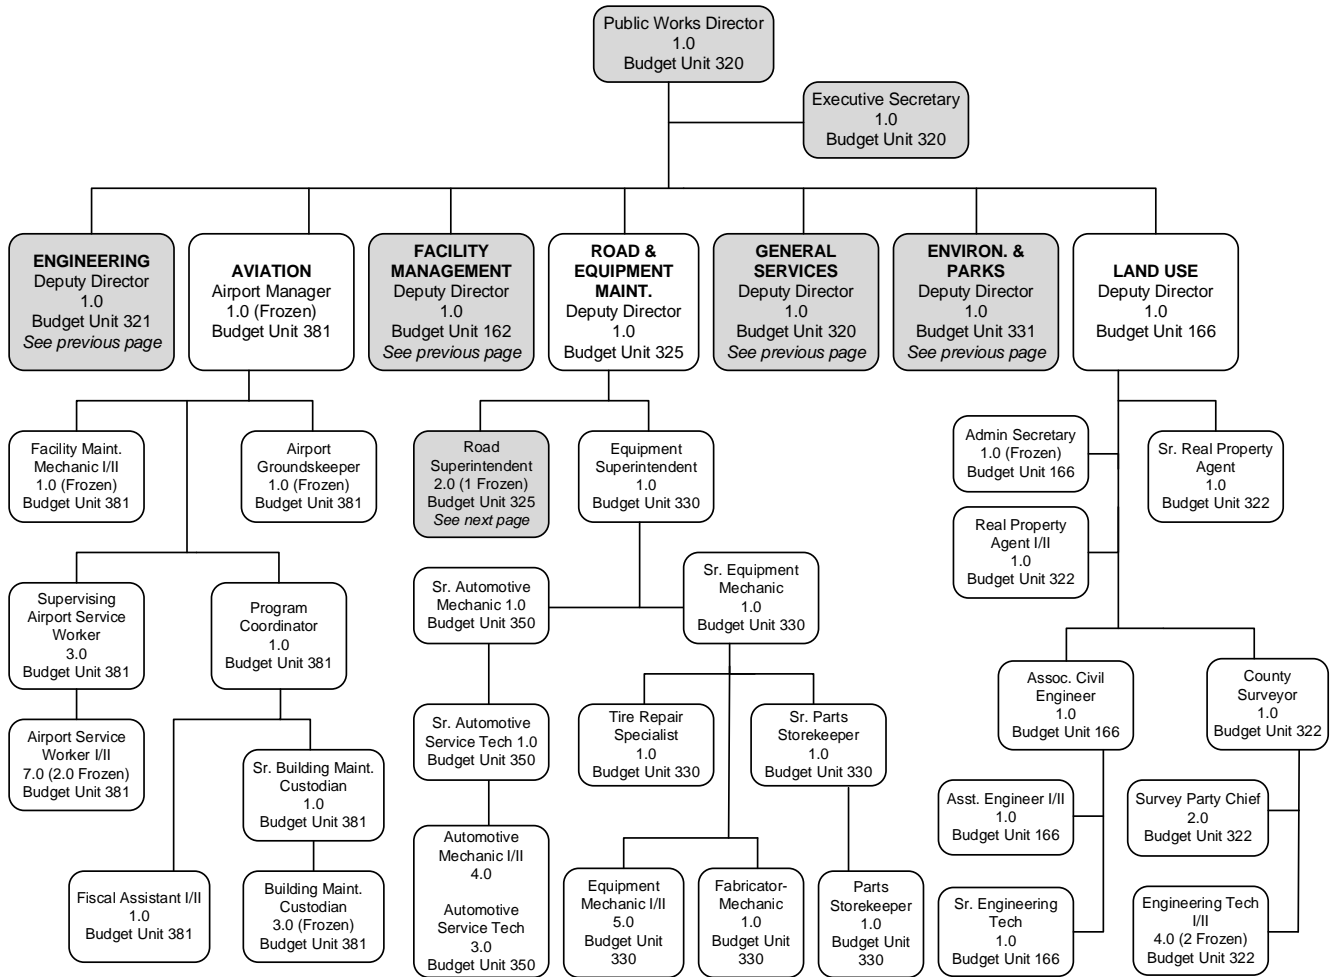 Public Works Director
1.0
Budget Unit 320
Executive Secretary
1.0
Budget Unit 320
ENGINEERING
Deputy Director
1.0
Budget Unit 321
See previous page
AVIATION
Airport Manager
1.0 (Frozen)
Budget Unit 381
FACILITY
MANAGEMENT
Deputy Director
1.0
Budget Unit 162
See previous page
ROAD &
EQUIPMENT
MAINT.
Deputy Director
1.0
Budget Unit 325
GENERAL
SERVICES
Deputy Director
1.0
Budget Unit 320
See previous page
ENVIRON. &
PARKS
Deputy Director
1.0
Budget Unit 331
See previous page
LAND USE
Deputy Director
1.0
Budget Unit 166
Facility Maint.
Mechanic I/II
1.0 (Frozen)
Budget Unit 381
Airport
Groundskeeper
1.0 (Frozen)
Budget Unit 381
Road
Superintendent
2.0 (1 Frozen)
Budget Unit 325
See next page
Equipment
Superintendent
1.0
Budget Unit 330
Admin Secretary
1.0 (Frozen)
Budget Unit 166
Sr. Real Property
Agent
1.0
Budget Unit 322
Real Property
Agent I/II
1.0
Budget Unit 322
Supervising
Airport Service
Worker
3.0
Budget Unit 381
Program
Coordinator
1.0
Budget Unit 381
Sr. Automotive
Mechanic 1.0
Budget Unit 350
Sr. Equipment
Mechanic
1.0
Budget Unit 330
Assoc. Civil
Engineer
1.0
Budget Unit 166
County
Surveyor
1.0
Budget Unit 322
Airport Service
Worker I/II
7.0 (2.0 Frozen)
Budget Unit 381
Sr. Building Maint.
Custodian
1.0
Budget Unit 381
Sr. Automotive
Service Tech 1.0
Budget Unit 350
Tire Repair
Specialist
1.0
Budget Unit 330
Sr. Parts
Storekeeper
1.0
Budget Unit 330
Asst. Engineer I/II
1.0
Budget Unit 166
Survey Party Chief
2.0
Budget Unit 322
Fiscal Assistant I/II
1.0
Budget Unit 381
Building Maint.
Custodian
3.0 (Frozen)
Budget Unit 381
Automotive
Mechanic I/II
4.0
Automotive
Service Tech
3.0
Budget Unit 350
Equipment
Mechanic I/II
5.0
Budget Unit
330
Fabricator-
Mechanic
1.0
Budget Unit
330
Parts
Storekeeper
1.0
Budget Unit
330
Sr. Engineering
Tech
1.0
Budget Unit 166
Engineering Tech
I/II
4.0 (2 Frozen)
Budget Unit 322